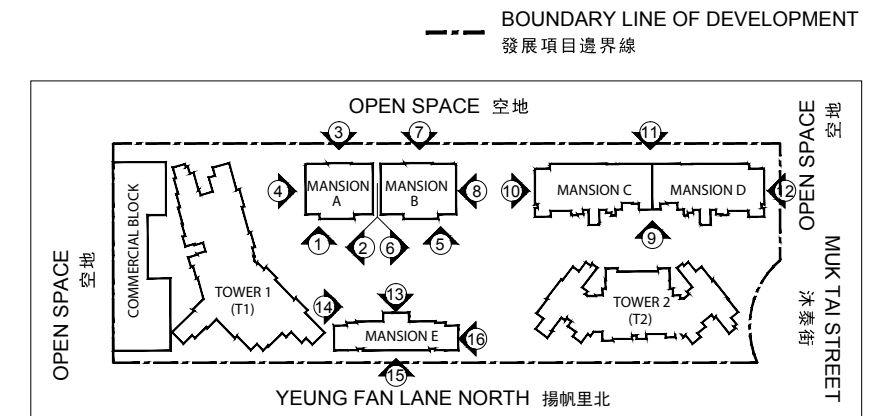 BOUNDARY LINE OF DEVELOPMENT
發展項目邊界線
OPEN SPACE 空地
3
7
11
OPEN SPACE
空地
4
MANSION
A
MANSION
B
8
10
MANSION C
MANSION D
12
COMMERCIAL BLOCK
1
2
6
5
9
OPEN SPACE
空地
TOWER 1
(T1)
14
13
TOWER 2
(T2)
MUK TAI STREET
沐泰街
MANSION E
16
15
YEUNG FAN LANE NORTH 揚帆里北